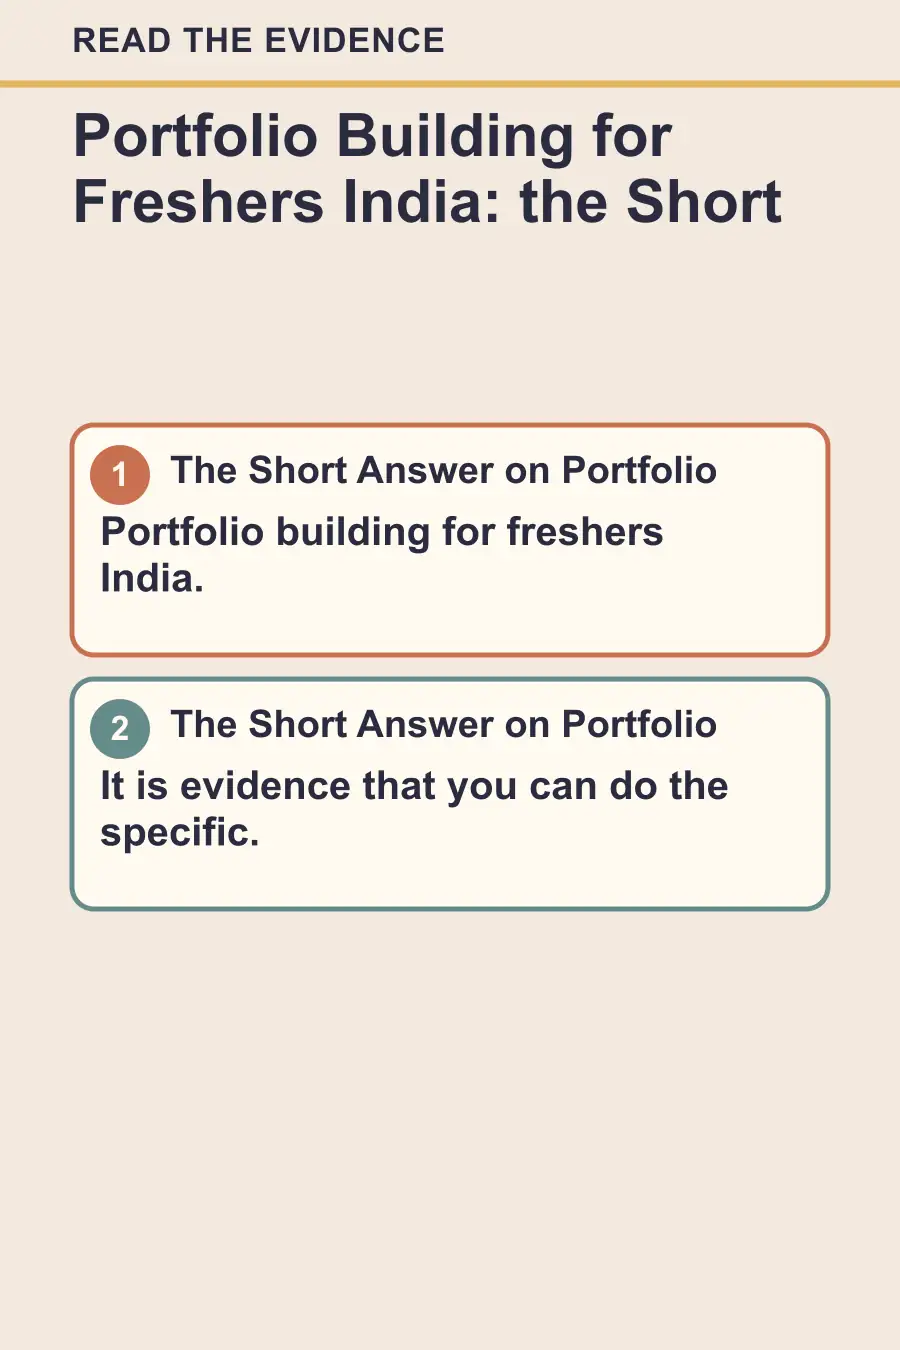 READ THE EVIDENCE
Portfolio Building for
Freshers India: the Short
1
The Short Answer on Portfolio
Portfolio building for freshers
India.
2
The Short Answer on Portfolio
It is evidence that you can do the
specific.